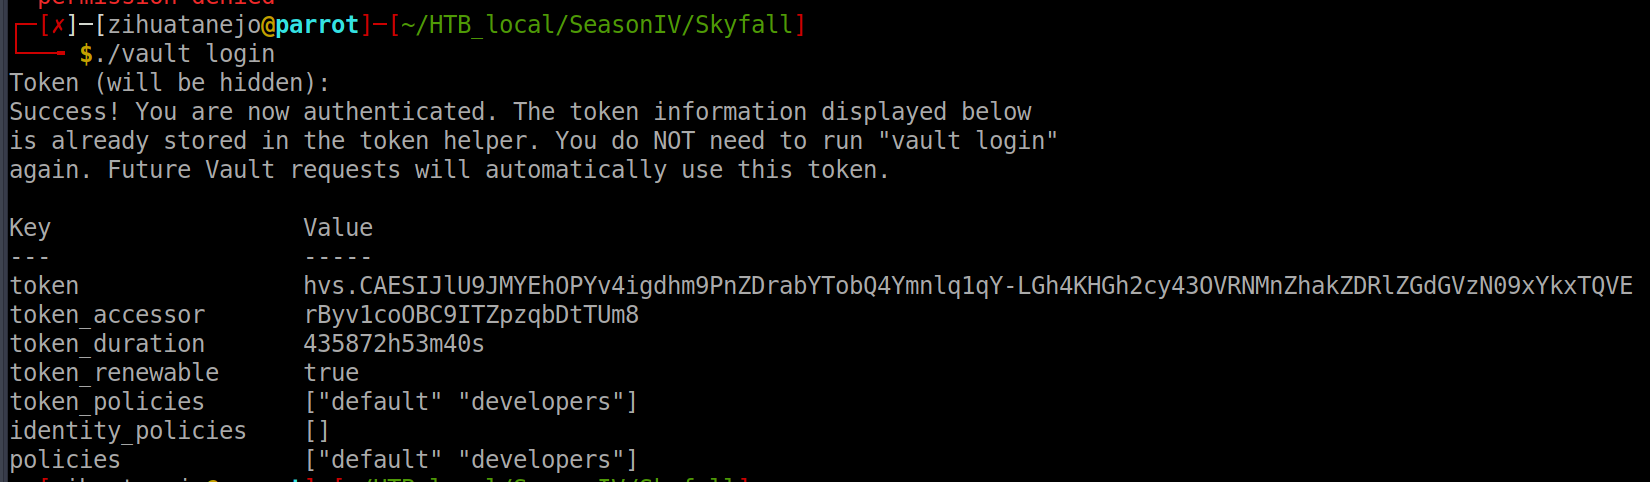 permission denied
┌─[✗]─[zihuatanejo@parrot]─[~/HTB_local/SeasonIV/Skyfall]
└──╼ $./vault login
Token (will be hidden):
Success! You are now authenticated. The token information displayed below
is already stored in the token helper. You do NOT need to run "vault login"
again. Future Vault requests will automatically use this token.
Key Value
--- -----
token hvs.CAESIJlU9JMYEhOPYv4igdhm9PnZDrabYTobQ4Ymnlq1qY-LGh4KHGh2cy43OVRNMnZhakZDRlZGdGVzN09xYkxTQVE
token_accessor rByv1coOBC9ITZpzqbDtTUm8
token_duration 435872h53m40s
token_renewable true
token_policies ["default" "developers"]
identity_policies []
policies ["default" "developers"]